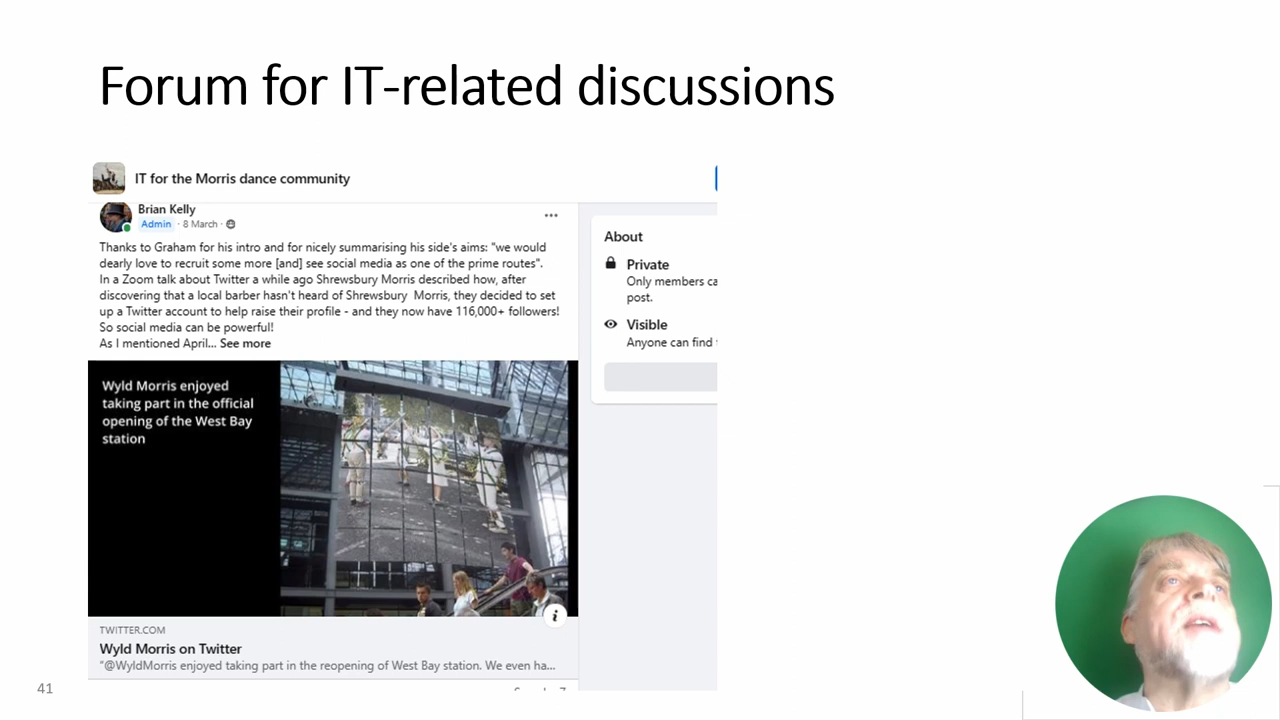 Forum for IT-related discussions
IT for the Morris dance community
Brian Kelly
Admin · 8 March ·
Thanks to Graham for his intro and for nicely summarising his side's aims: "we would
dearly love to recruit some more [and] see social media as one of the prime routes".
In a Zoom talk about Twitter a while ago Shrewsbury Morris described how, after
discovering that a local barber hasn't heard of Shrewsbury Morris, they decided to set
up a Twitter account to help raise their profile - and they now have 116,000+ followers!
So social media can be powerful!
As I mentioned April... See more
Wyld Morris enjoyed
taking part in the official
opening of the West Bay
station
TWITTER.COM
Wyld Morris on Twitter
"@WyldMorris enjoyed taking part in the reopening of West Bay station. We even ha...
About
Private
Only members ca
post.
Visible
Anyone can find
41